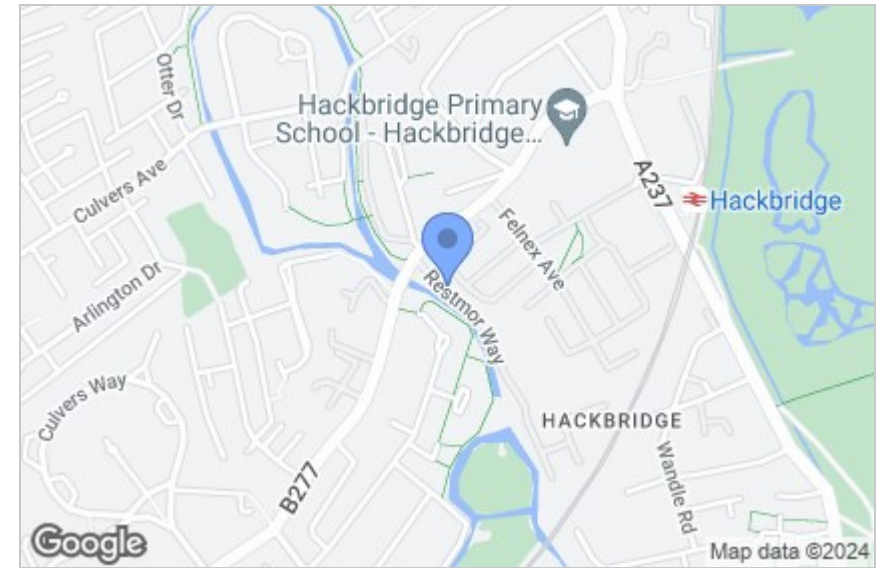 Otter Dr
Hackbridge Primary
School - Hackbridge...
Culvers Ave
A237
Hackbridge
Felnex Ave
Restmor Way
Arlington Dr
Culvers Way
HACKBRIDGE
B277
Wandle Rd
Google
Map data ©2024